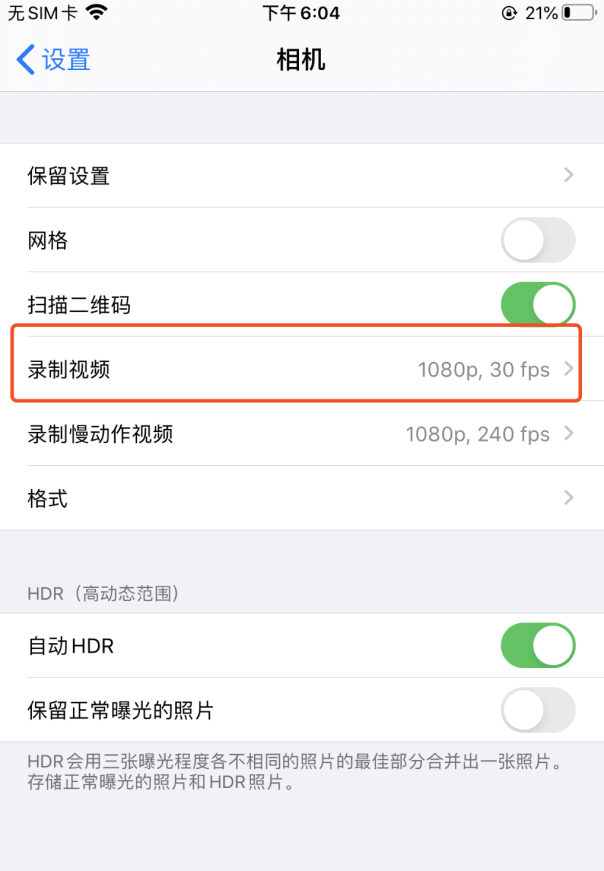 无SIM卡 下午6:04 21%
设置 相机
保留设置
网格
扫描二维码
录制视频 1080p, 30 fps
录制慢动作视频 1080p, 240 fps
格式
HDR（高动态范围）
自动HDR
保留正常曝光的照片
HDR会用三张曝光程度各不相同的照片的最佳部分合并出一张照片。
存储正常曝光的照片和HDR照片。